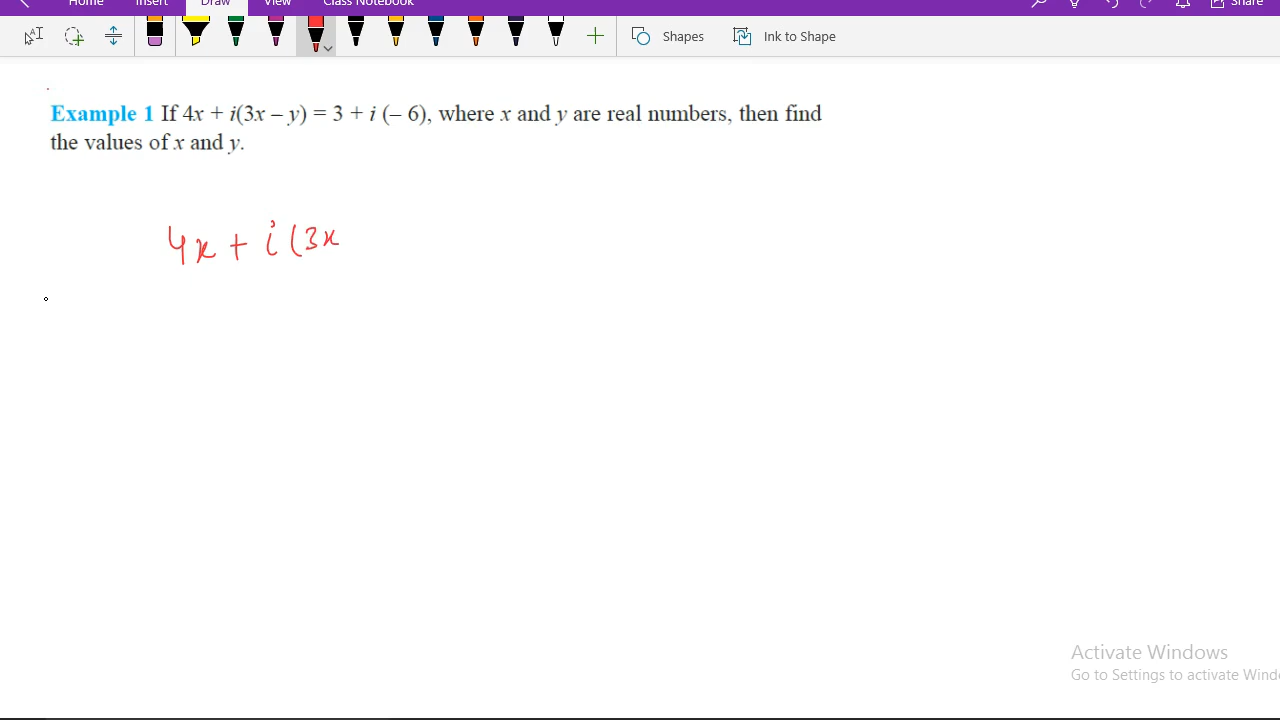 Home Insert Draw View Class Notebook Share
Shapes Ink to Shape
Example 1 If 4x + i(3x – y) = 3 + i (– 6), where x and y are real numbers, then find
the values of x and y.
4x + i (3x
Activate Windows
Go to Settings to activate Wind